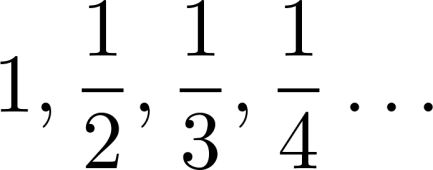 1, 1/2, 1/3, 1/4 ...